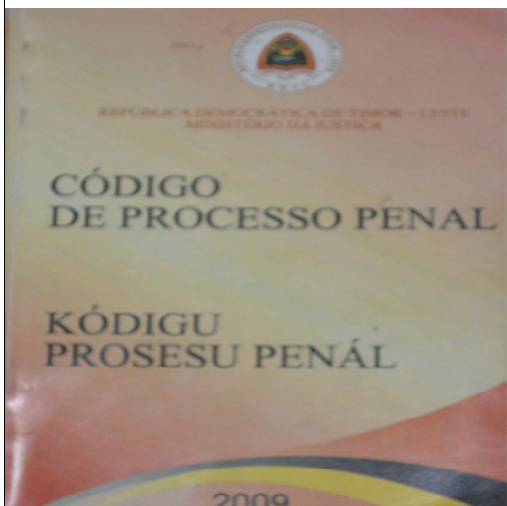 REPÚBLICA DEMOCRÁTICA DE TIMOR - LESTE
MINISTÉRIO DA JUSTIÇA
CÓDIGO
DE PROCESSO PENAL
KÓDIGU
PROSESU PENÁL
2009